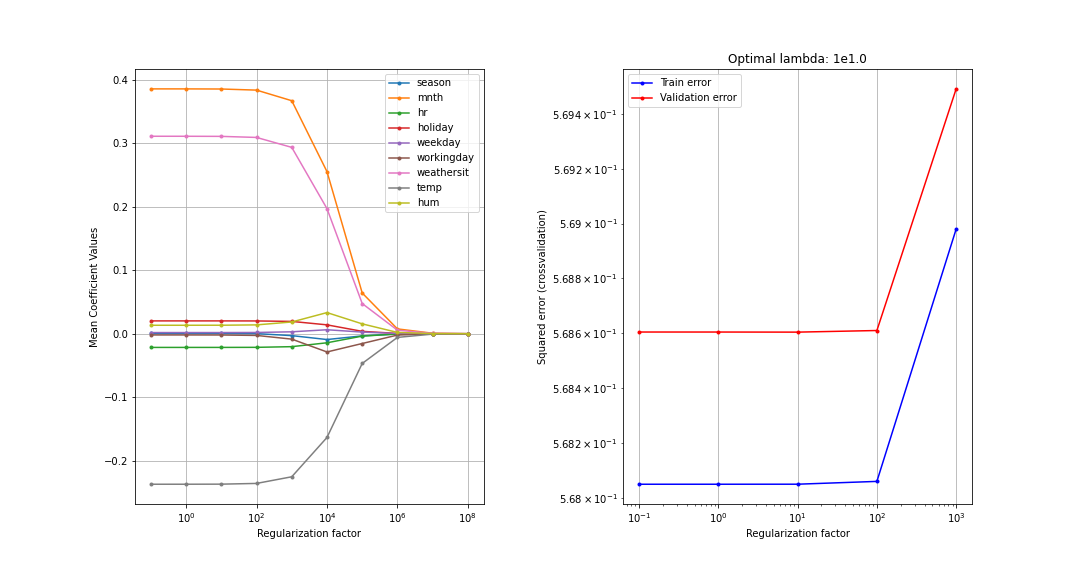 Optimal lambda: 1e1.0
0.4
0.3
0.2
0.1
0.0
−0.1
−0.2
Mean Coefficient Values
season
mnth
hr
holiday
weekday
workingday
weathersit
temp
hum
10⁰
10²
10⁴
10⁶
10⁸
Regularization factor
Train error
Validation error
5.694 × 10⁻¹
5.692 × 10⁻¹
5.69 × 10⁻¹
5.688 × 10⁻¹
5.686 × 10⁻¹
5.684 × 10⁻¹
5.682 × 10⁻¹
5.68 × 10⁻¹
Squared error (crossvalidation)
10⁻¹
10⁰
10¹
10²
10³
Regularization factor